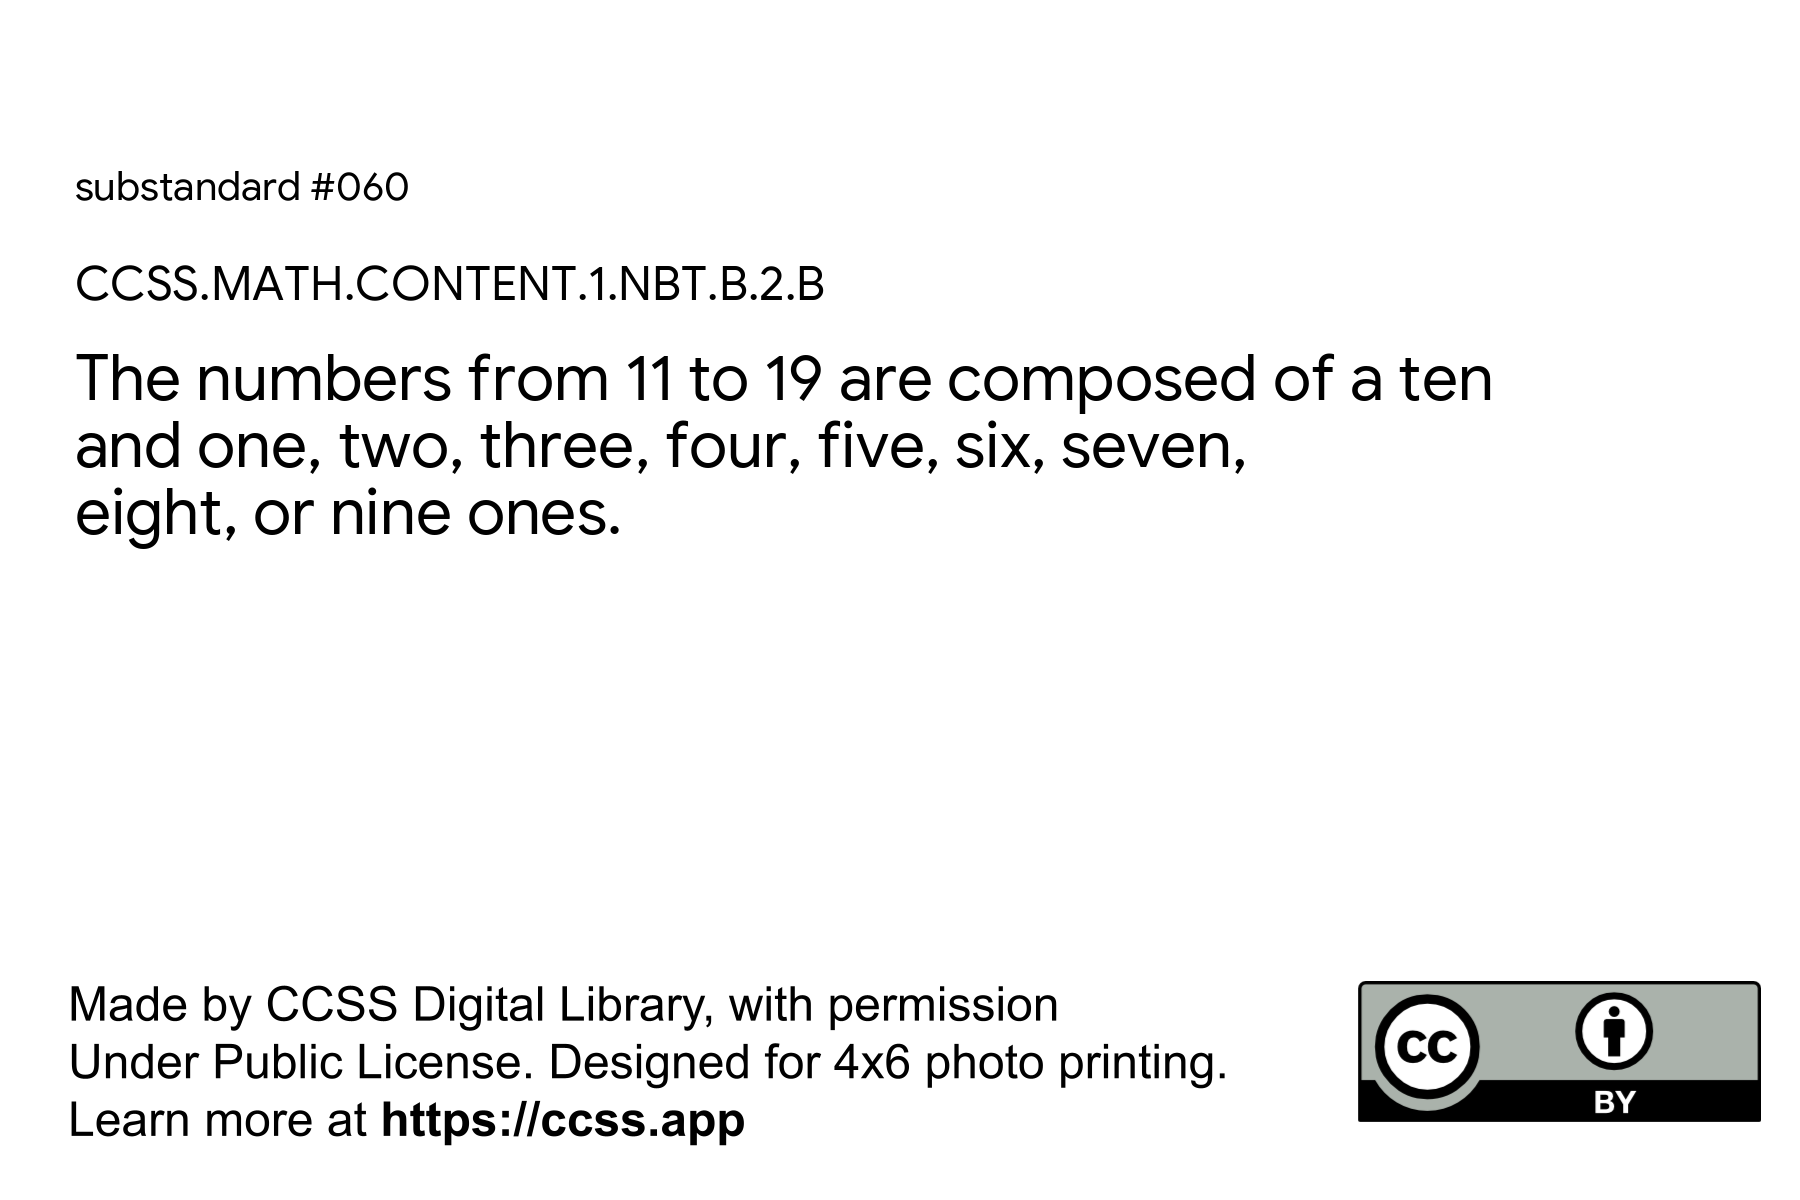 substandard #060
CCSS.MATH.CONTENT.1.NBT.B.2.B
The numbers from 11 to 19 are composed of a ten
and one, two, three, four, five, six, seven,
eight, or nine ones.
Made by CCSS Digital Library, with permission
Under Public License. Designed for 4x6 photo printing.
Learn more at https://ccss.app
cc
BY